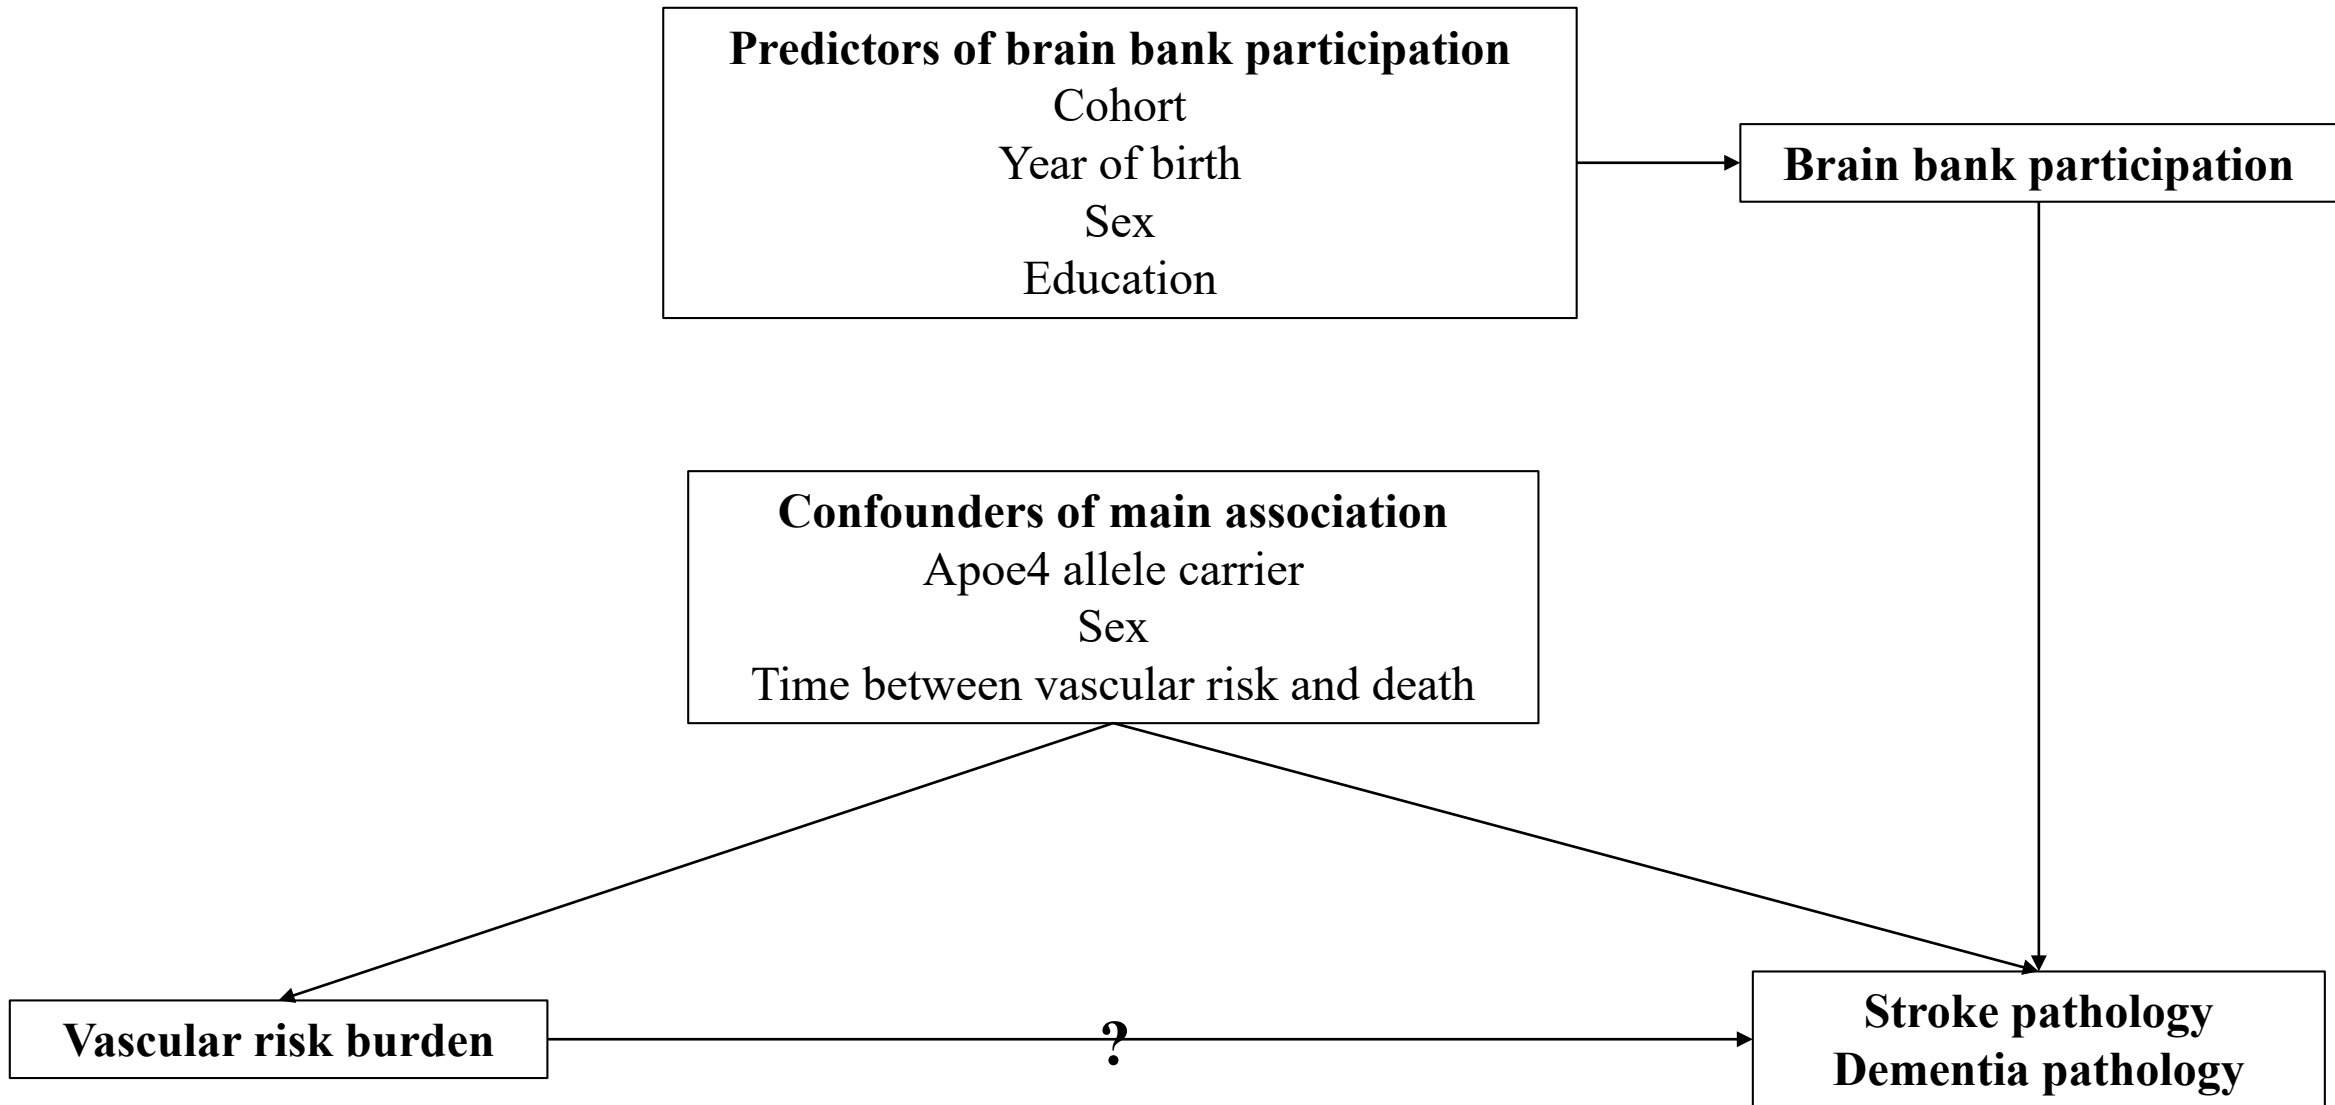 Predictors of brain bank participation
Cohort
Year of birth
Sex
Education
Brain bank participation
Confounders of main association
Apoe4 allele carrier
Sex
Time between vascular risk and death
Vascular risk burden
?
Stroke pathology
Dementia pathology